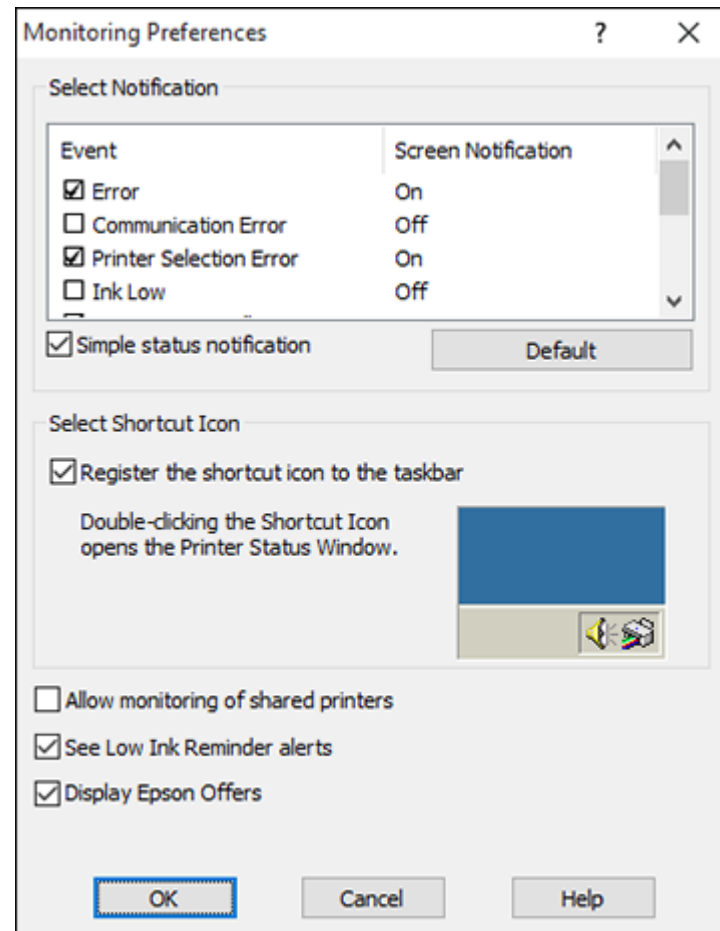 Monitoring Preferences ?
Select Notification
Event Screen Notification
Error On
Communication Error Off
Printer Selection Error On
Ink Low Off
Simple status notification Default
Select Shortcut Icon
Register the shortcut icon to the taskbar
Double-clicking the Shortcut Icon
opens the Printer Status Window.
Allow monitoring of shared printers
See Low Ink Reminder alerts
Display Epson Offers
OK Cancel Help